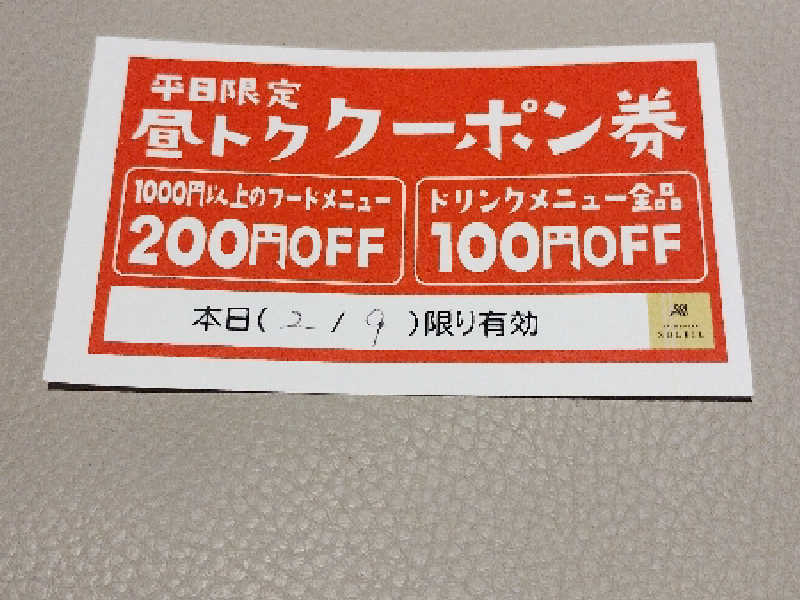 平日限定
昼トククーポン券
1000円以上のフードメニュー
200円OFF
ドリンクメニュー全品
100円OFF
本日( 2-19 )限り有効
SOLEIL